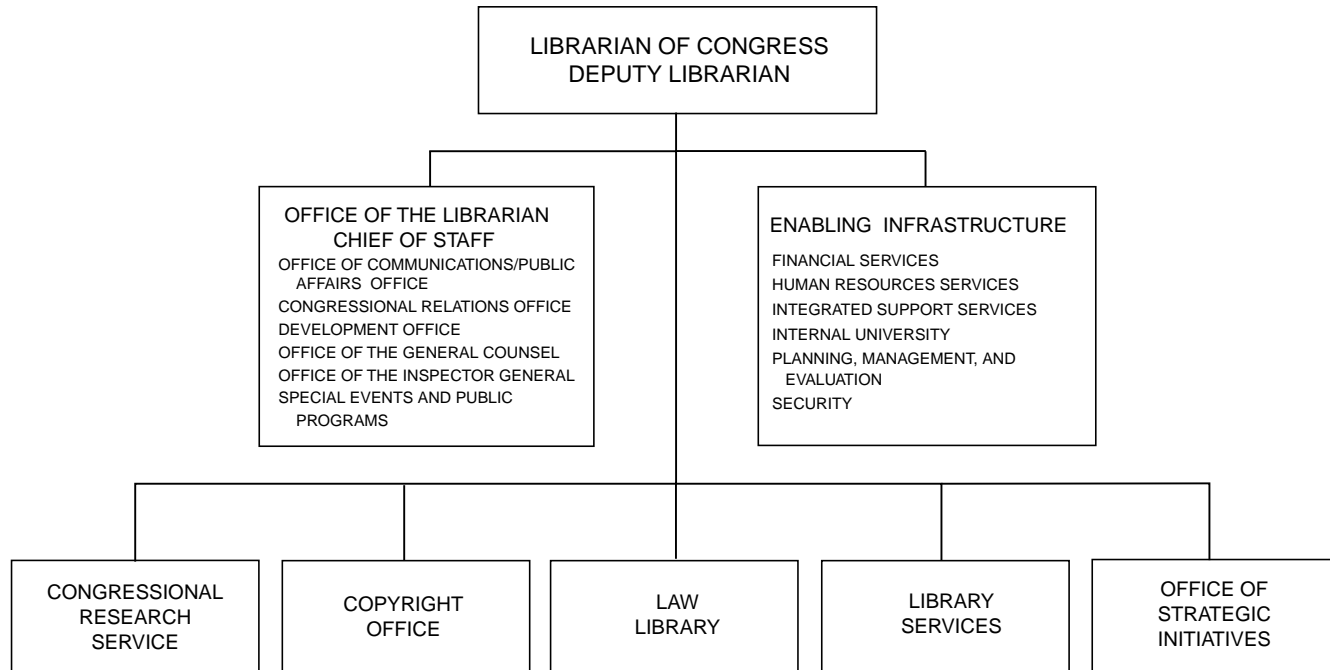 LIBRARIAN OF CONGRESS
DEPUTY LIBRARIAN
OFFICE OF THE LIBRARIAN
CHIEF OF STAFF
OFFICE OF COMMUNICATIONS/PUBLIC
AFFAIRS OFFICE
CONGRESSIONAL RELATIONS OFFICE
DEVELOPMENT OFFICE
OFFICE OF THE GENERAL COUNSEL
OFFICE OF THE INSPECTOR GENERAL
SPECIAL EVENTS AND PUBLIC
PROGRAMS
ENABLING INFRASTRUCTURE
FINANCIAL SERVICES
HUMAN RESOURCES SERVICES
INTEGRATED SUPPORT SERVICES
INTERNAL UNIVERSITY
PLANNING, MANAGEMENT, AND
EVALUATION
SECURITY
CONGRESSIONAL
RESEARCH
SERVICE
COPYRIGHT
OFFICE
LAW
LIBRARY
LIBRARY
SERVICES
OFFICE OF
STRATEGIC
INITIATIVES